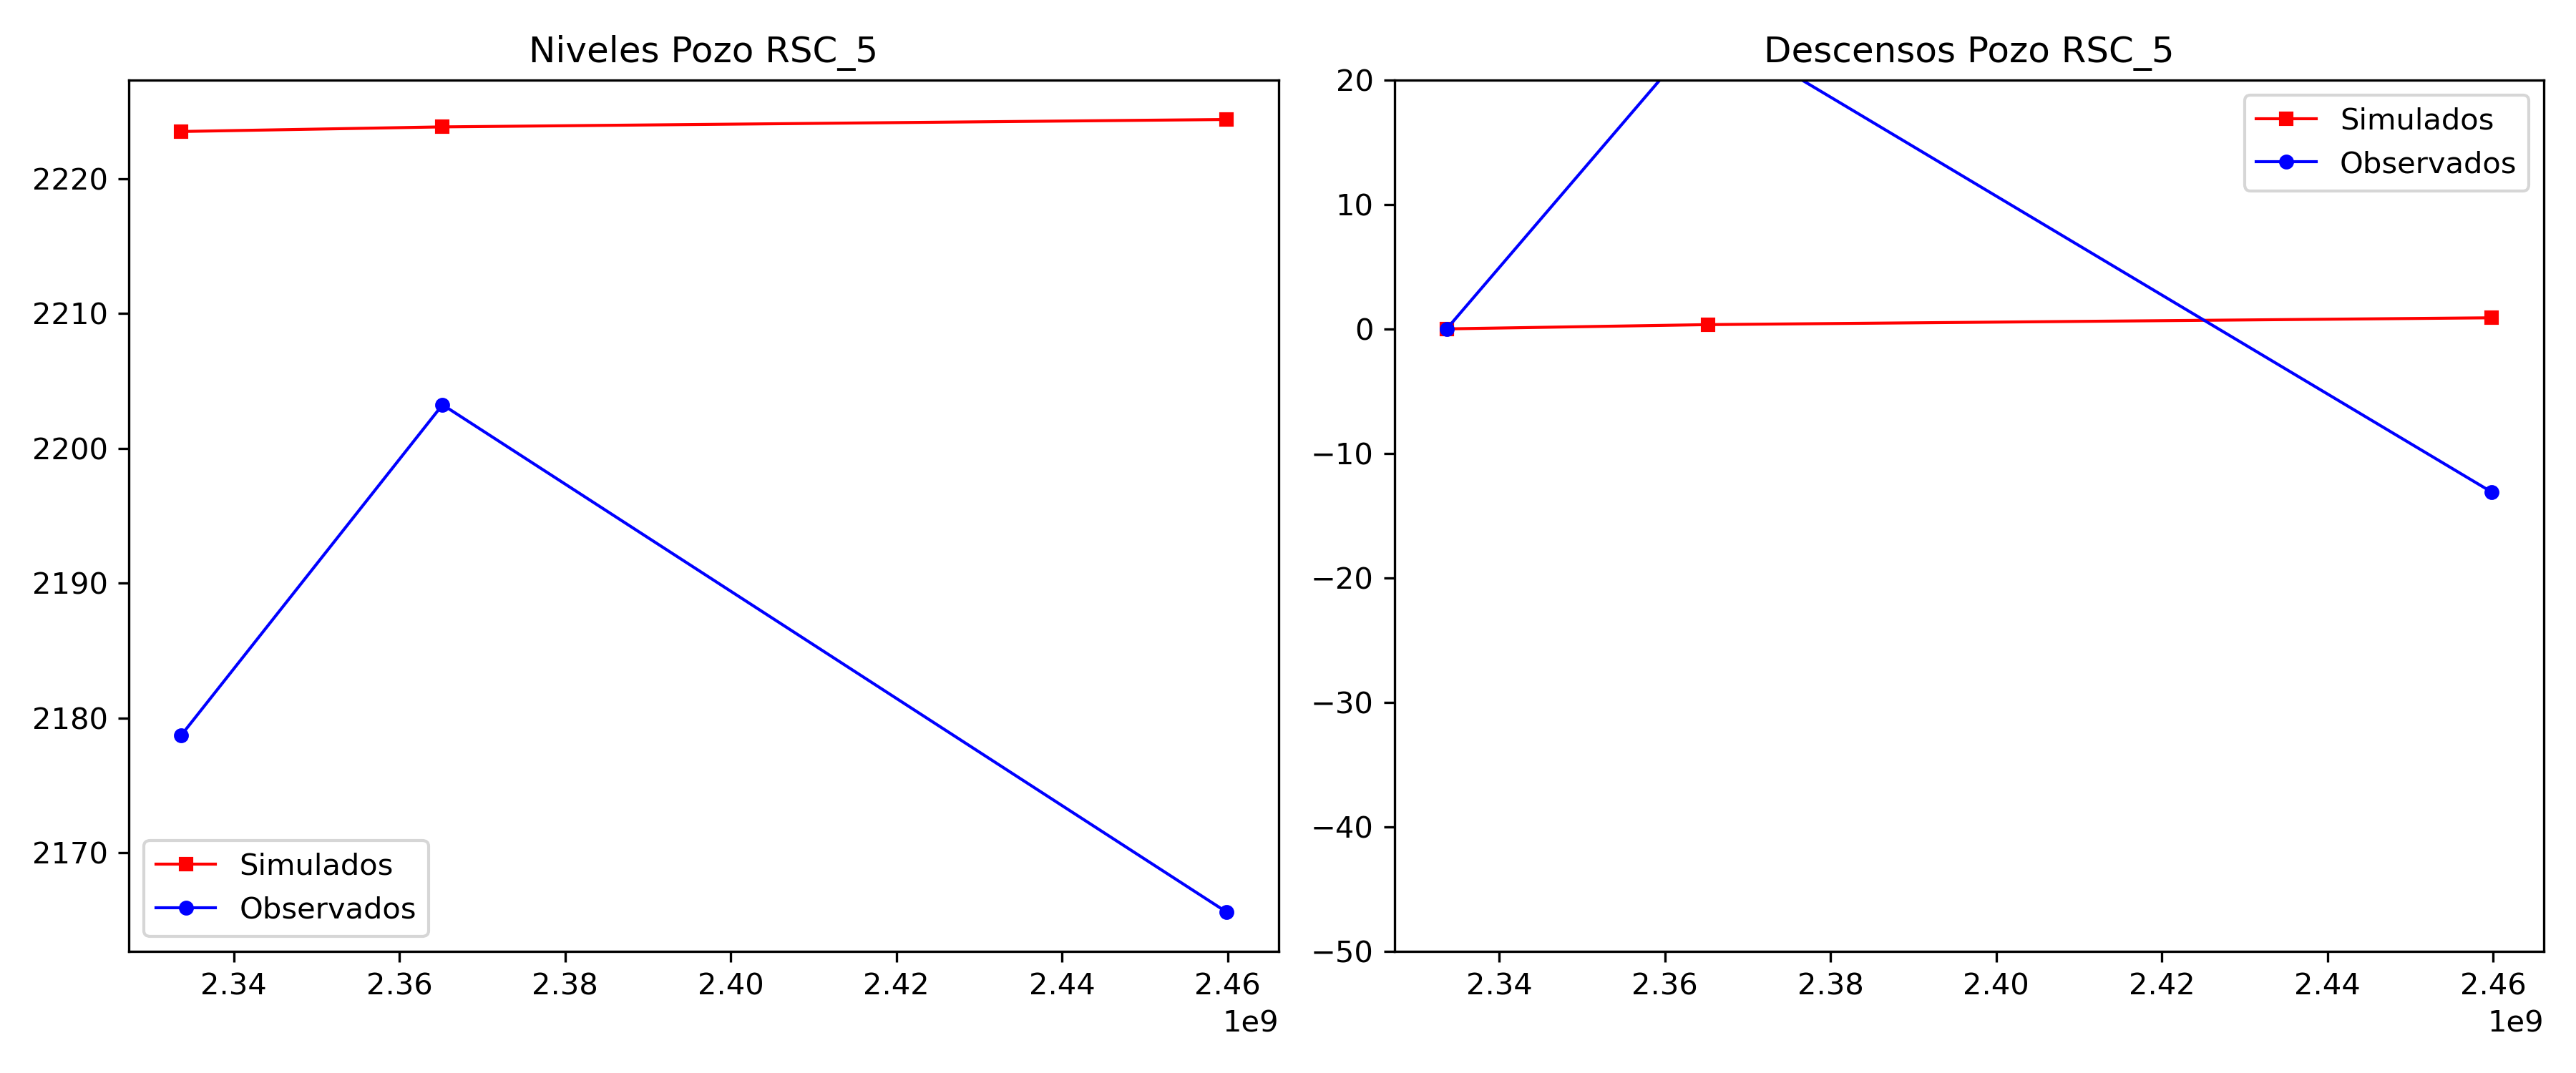 Niveles Pozo RSC_5
2220
2210
2200
2190
2180
2170
Simulados
Observados
2.34 2.36 2.38 2.40 2.42 2.44 2.46
1e9
Descensos Pozo RSC_5
20
10
0
−10
−20
−30
−40
−50
Simulados
Observados
2.34 2.36 2.38 2.40 2.42 2.44 2.46
1e9